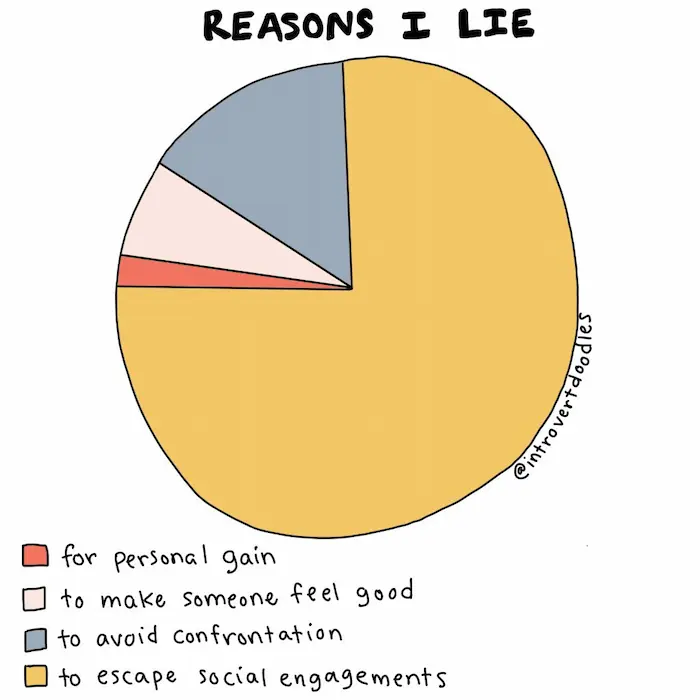 REASONS I LIE
@introvertdoodles
for personal gain
to make someone feel good
to avoid confrontation
to escape social engagements